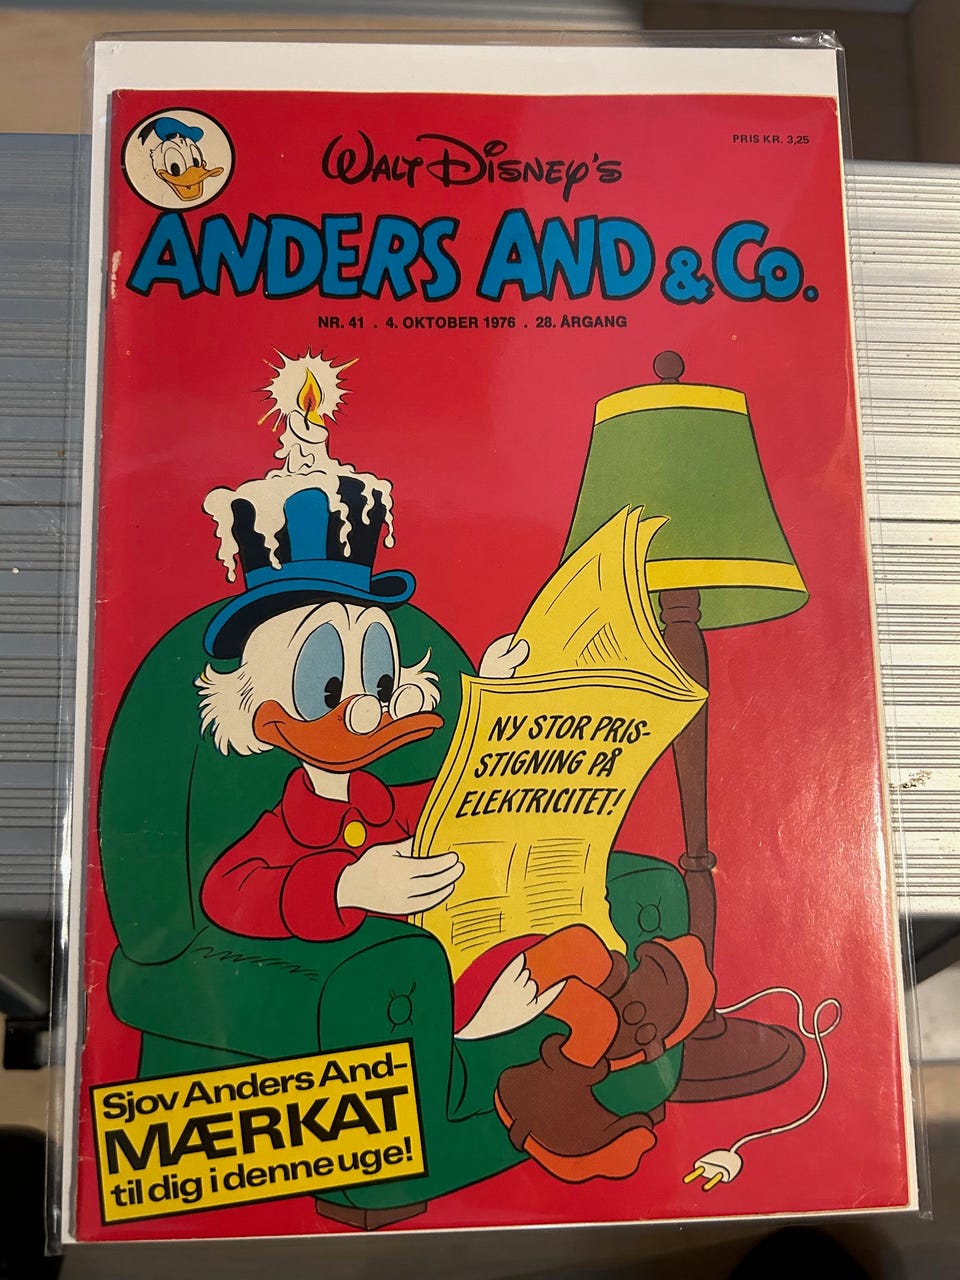 WALT DISNEY'S
PRIS KR. 3,25
ANDERS AND & Co.
NR. 41 . 4. OKTOBER 1976 . 28. ÅRGANG
NY STOR PRIS-
STIGNING PÅ
ELEKTRICITET!
Sjov Anders And-
MÆRKAT
til dig i denne uge!